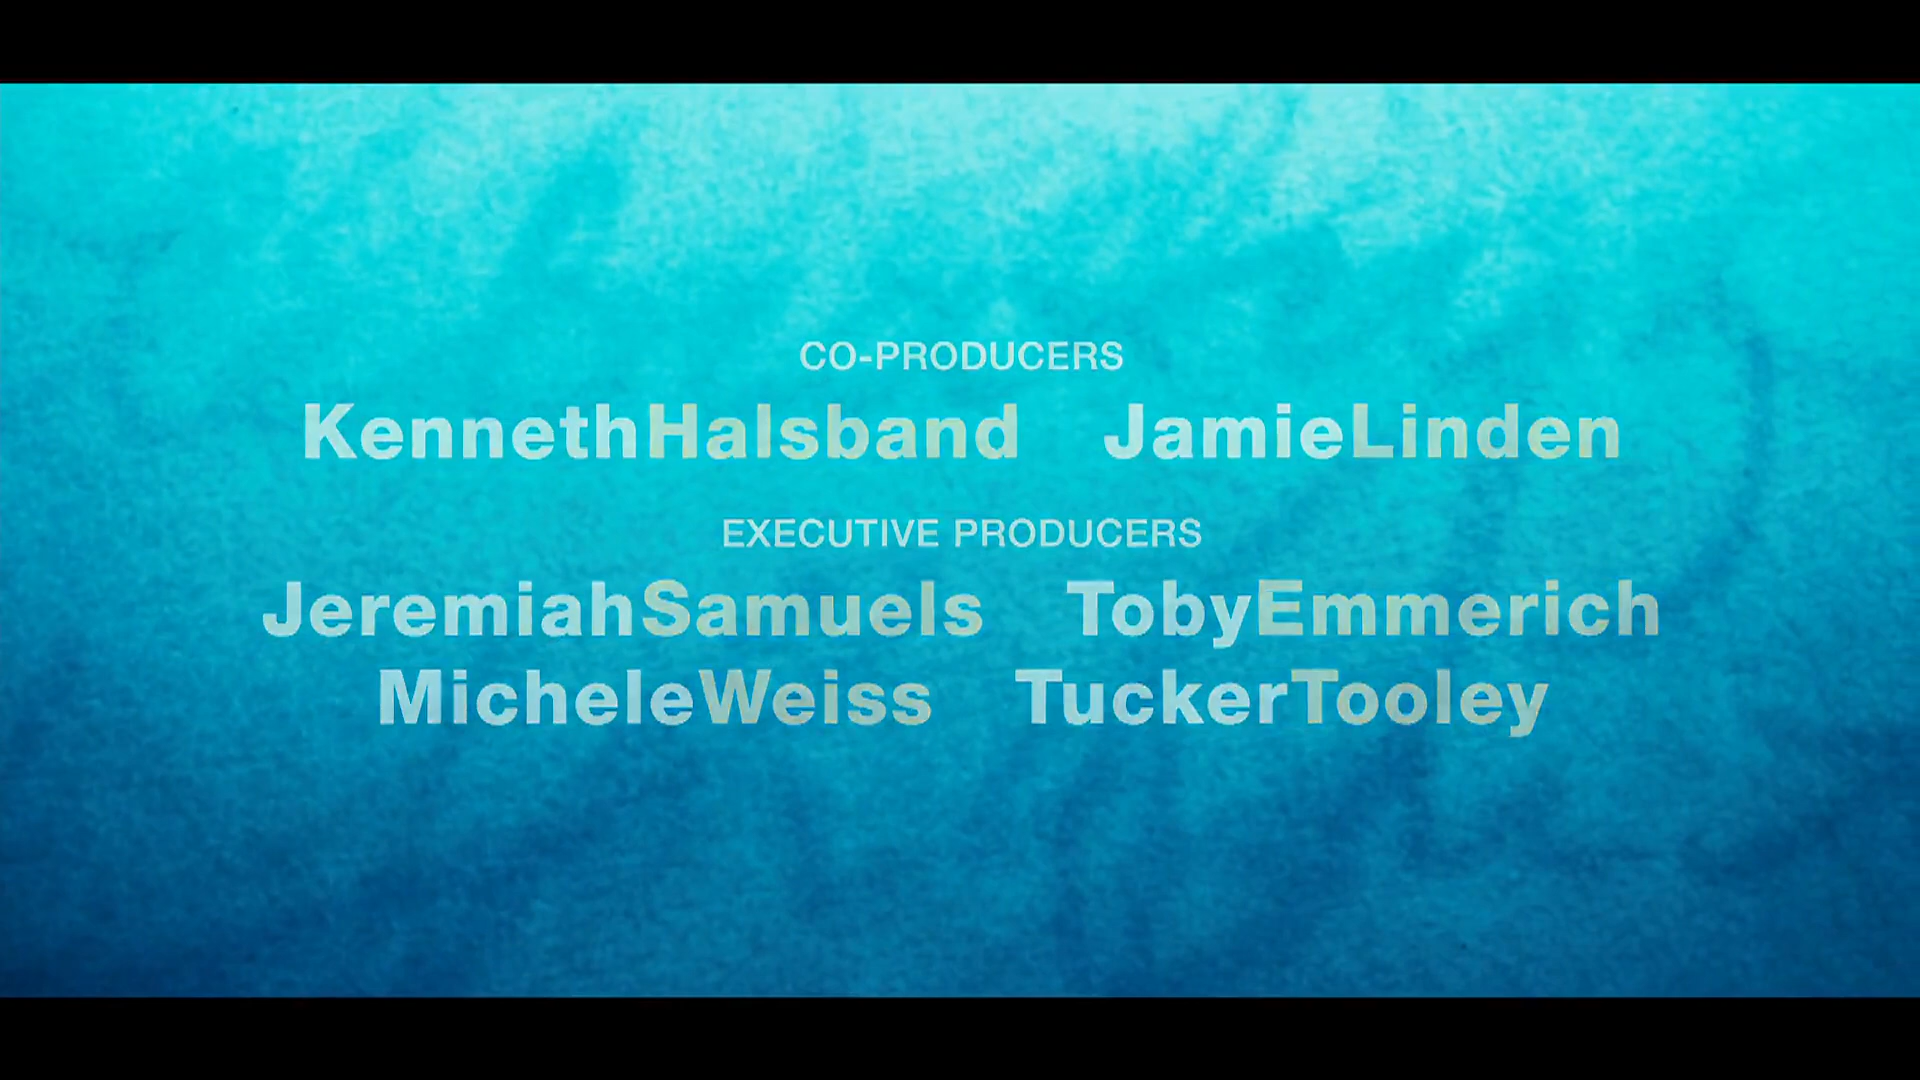 CO-PRODUCERS
KennethHalsband JamieLinden
EXECUTIVE PRODUCERS
JeremiahSamuels TobyEmmerich
MicheleWeiss TuckerTooley